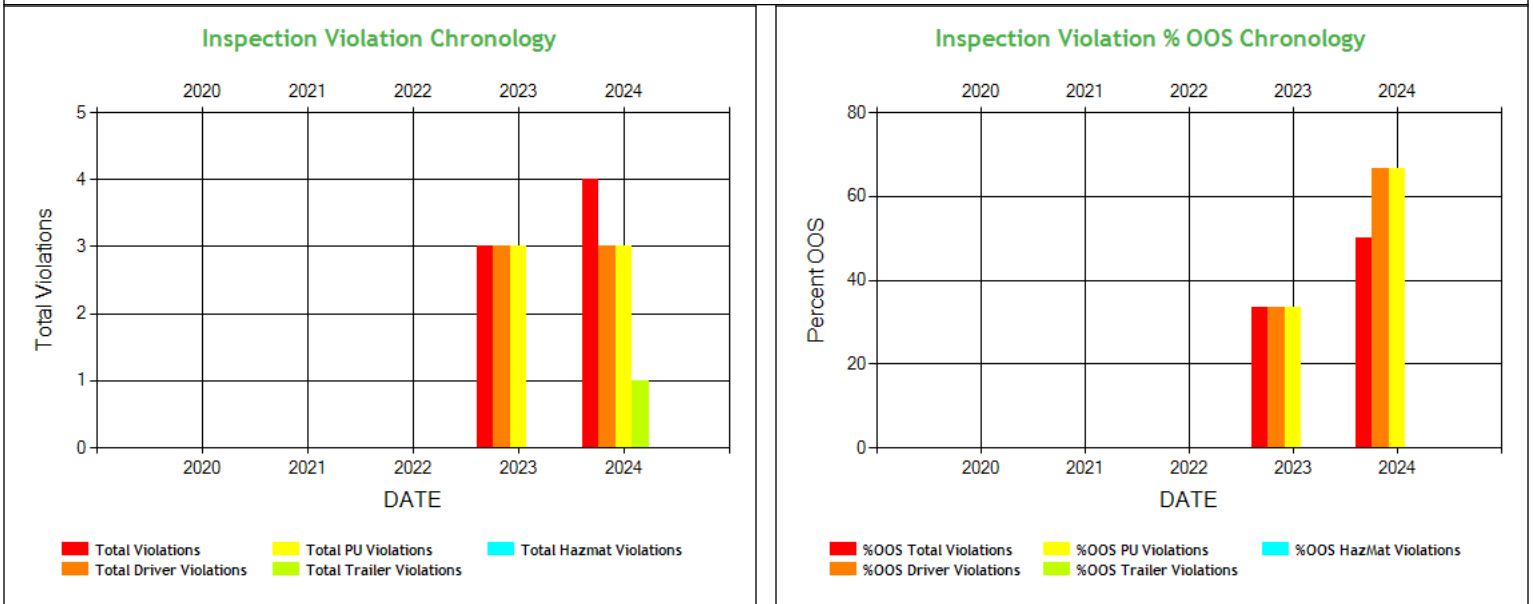 Inspection Violation Chronology
2020 2021 2022 2023 2024
5
4
3
2
1
0
Total Violations
2020 2021 2022 2023 2024
DATE
Total Violations Total PU Violations Total Hazmat Violations
Total Driver Violations Total Trailer Violations
Inspection Violation % OOS Chronology
2020 2021 2022 2023 2024
80
60
40
20
0
Percent OOS
2020 2021 2022 2023 2024
DATE
%OOS Total Violations %OOS PU Violations %OOS HazMat Violations
%OOS Driver Violations %OOS Trailer Violations